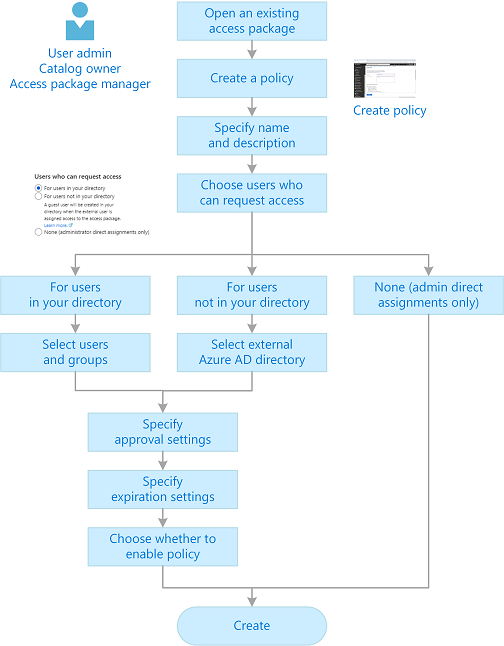 Open an existing
access package
User admin
Catalog owner
Access package manager
Create a policy
Create policy
Specify name
and description
Users who can request access
For users in your directory
For users not in your directory
A guest user will be created in your
directory when the external user is
assigned access to the access package.
Learn more.
None (administrator direct assignments only)
Choose users who
can request access
For users
in your directory
For users
not in your directory
None (admin direct
assignments only)
Select users
and groups
Select external
Azure AD directory
Specify
approval settings
Specify
expiration settings
Choose whether to
enable policy
Create